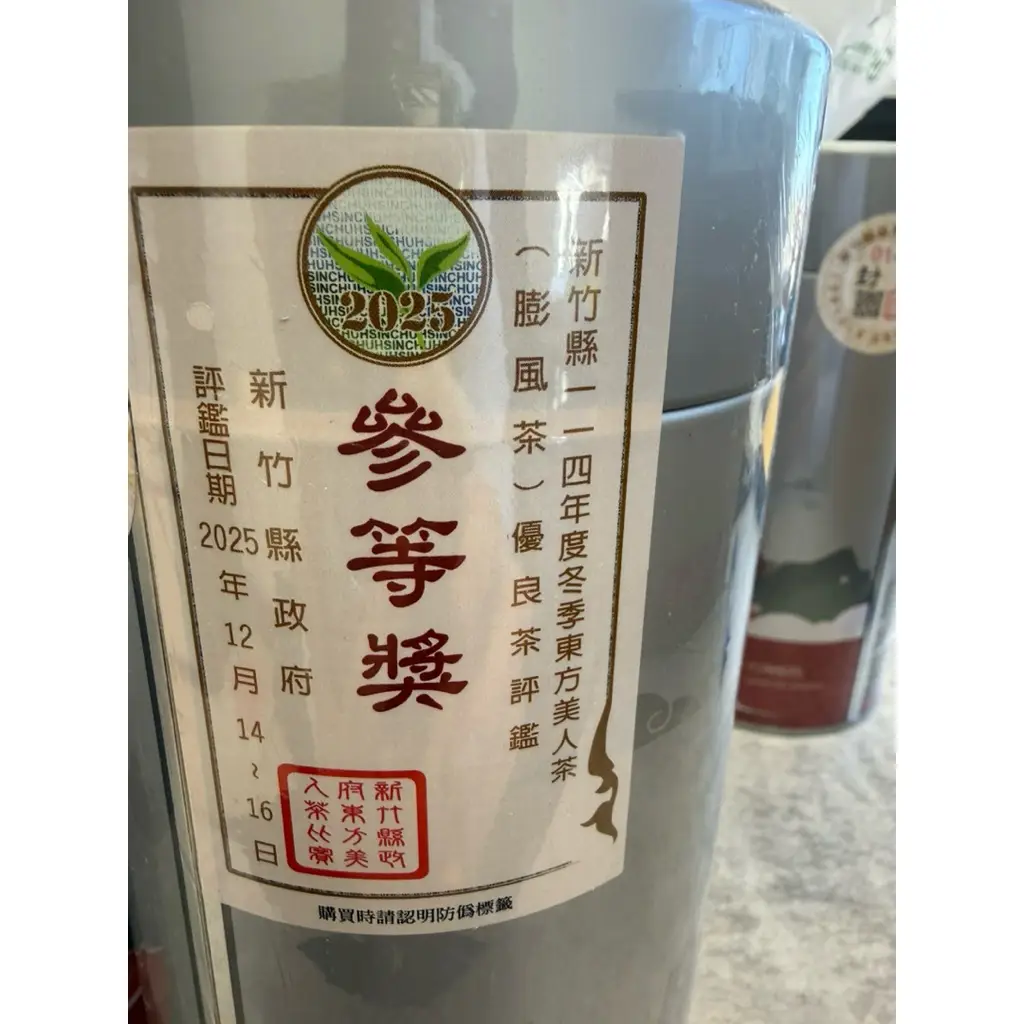 新竹縣一一四年度冬季東方美人茶
（膨風茶）優良茶評鑑
HSINCHU
2025
參等獎
新竹縣政府
評鑑日期2025年12月14~16日
新竹縣政
府東方美
人茶比賽
購買時請認明防偽標籤
封